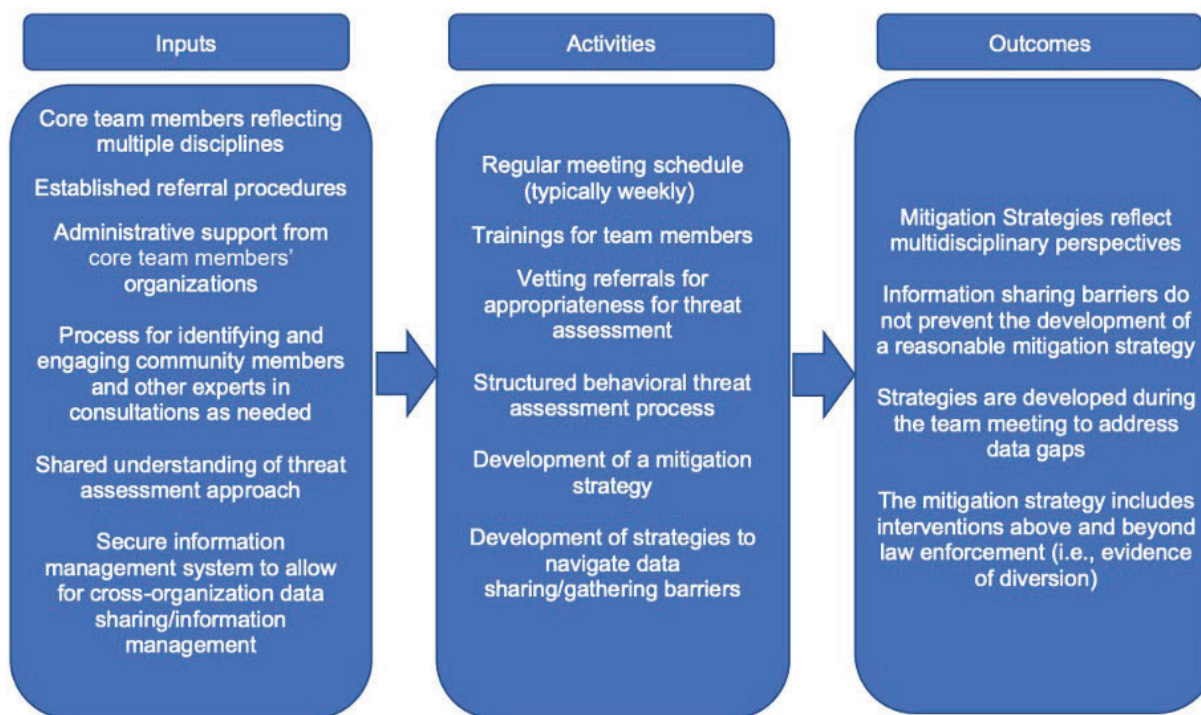 Inputs
Core team members reflecting
multiple disciplines
Established referral procedures
Administrative support from
core team members’
organizations
Process for identifying and
engaging community members
and other experts in
consultations as needed
Shared understanding of threat
assessment approach
Secure information
management system to allow
for cross-organization data
sharing/information
management
Activities
Regular meeting schedule
(typically weekly)
Trainings for team members
Vetting referrals for
appropriateness for threat
assessment
Structured behavioral threat
assessment process
Development of a mitigation
strategy
Development of strategies to
navigate data
sharing/gathering barriers
Outcomes
Mitigation Strategies reflect
multidisciplinary perspectives
Information sharing barriers do
not prevent the development of
a reasonable mitigation strategy
Strategies are developed during
the team meeting to address
data gaps
The mitigation strategy includes
interventions above and beyond
law enforcement (i.e., evidence
of diversion)